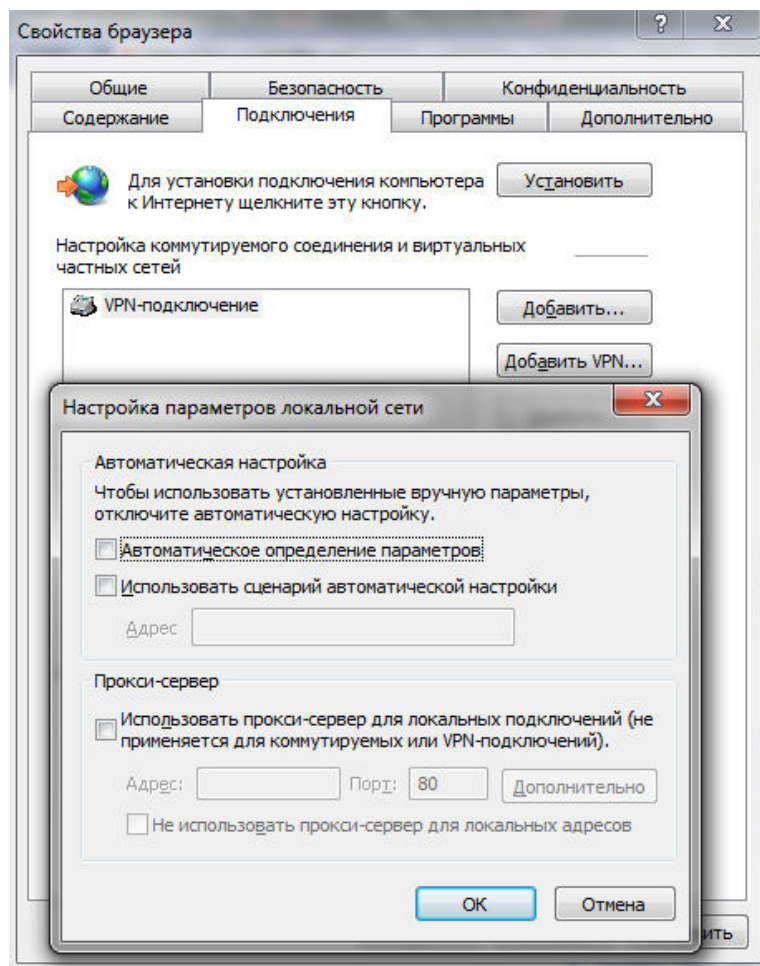 Свойства браузера
Общие
Безопасность
Конфиденциальность
Содержание
Подключения
Программы
Дополнительно
Для установки подключения компьютера
к Интернету щелкните эту кнопку.
Установить
Настройка коммутируемого соединения и виртуальных
частных сетей
VPN-подключение
Добавить...
Добавить VPN...
Настройка параметров локальной сети
Автоматическая настройка
Чтобы использовать установленные вручную параметры,
отключите автоматическую настройку.
Автоматическое определение параметров
Использовать сценарий автоматической настройки
Адрес
Прокси-сервер
Использовать прокси-сервер для локальных подключений (не
применяется для коммутируемых или VPN-подключений).
Адрес:
Порт:
80
Дополнительно
Не использовать прокси-сервер для локальных адресов
ОК
Отмена